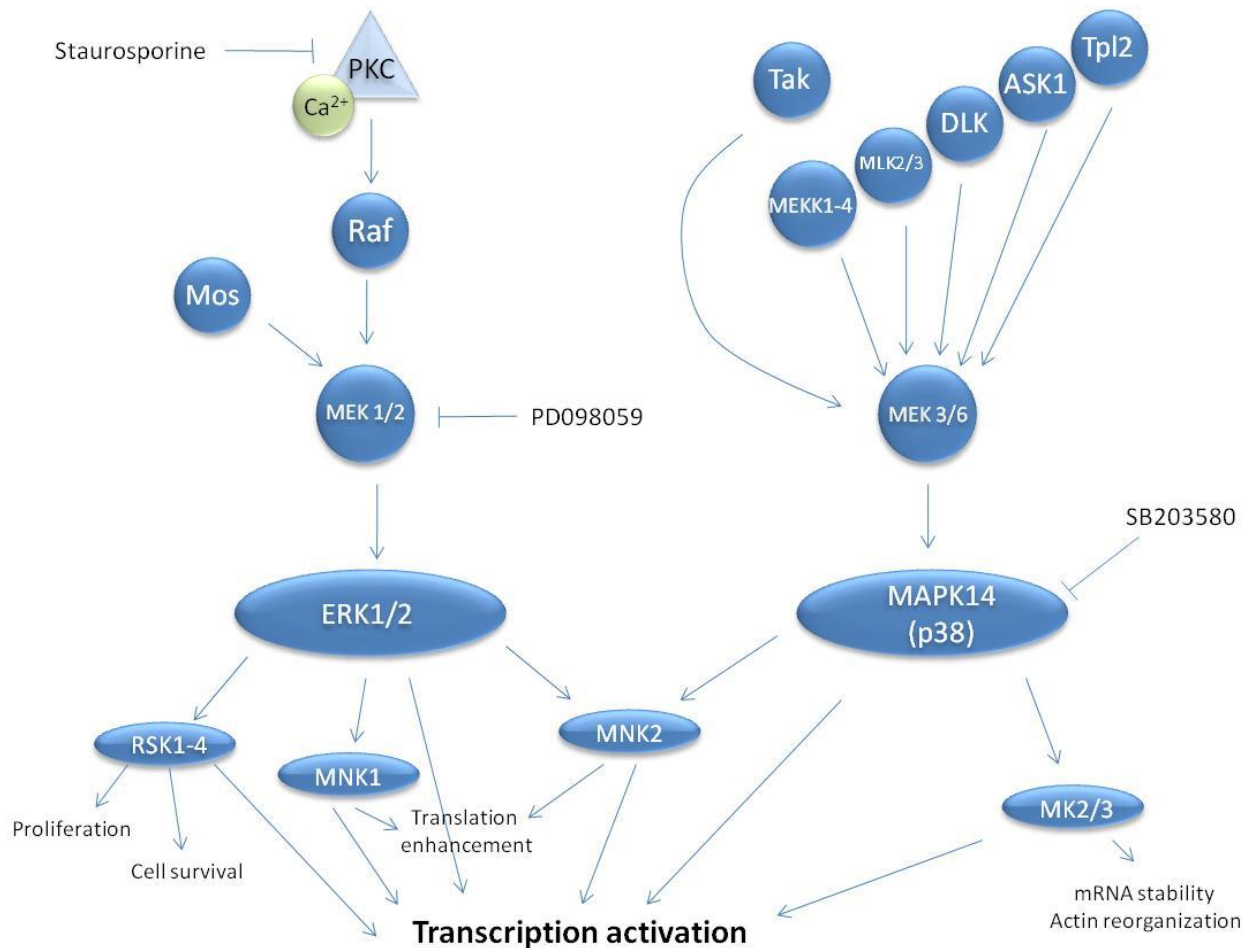 Staurosporine
PKC
Ca²⁺
Raf
Mos
MEK 1/2
PD098059
Tak
Tpl2
ASK1
DLK
MLK2/3
MEKK1-4
MEK 3/6
SB203580
ERK1/2
MAPK14
(p38)
RSK1-4
MNK1
MNK2
MK2/3
Proliferation
Cell survival
Translation
enhancement
mRNA stability
Actin reorganization
Transcription activation